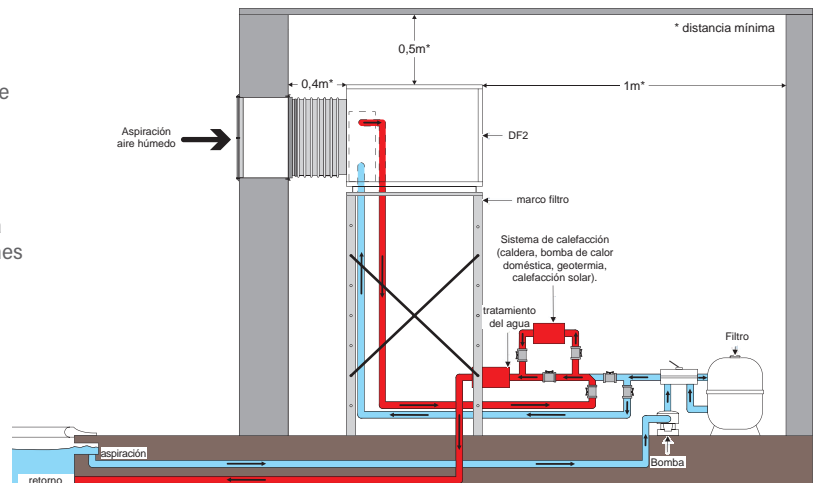 * distancia mínima
0,5m*
0,4m*
1m*
e
Aspiración
aire húmedo
DF2
marco filtro
nes
Sistema de calefacción
(caldera, bomba de calor
doméstica, geotermia,
calefacción solar).
tratamiento
del agua
Filtro
aspiración
Bomba
retorno